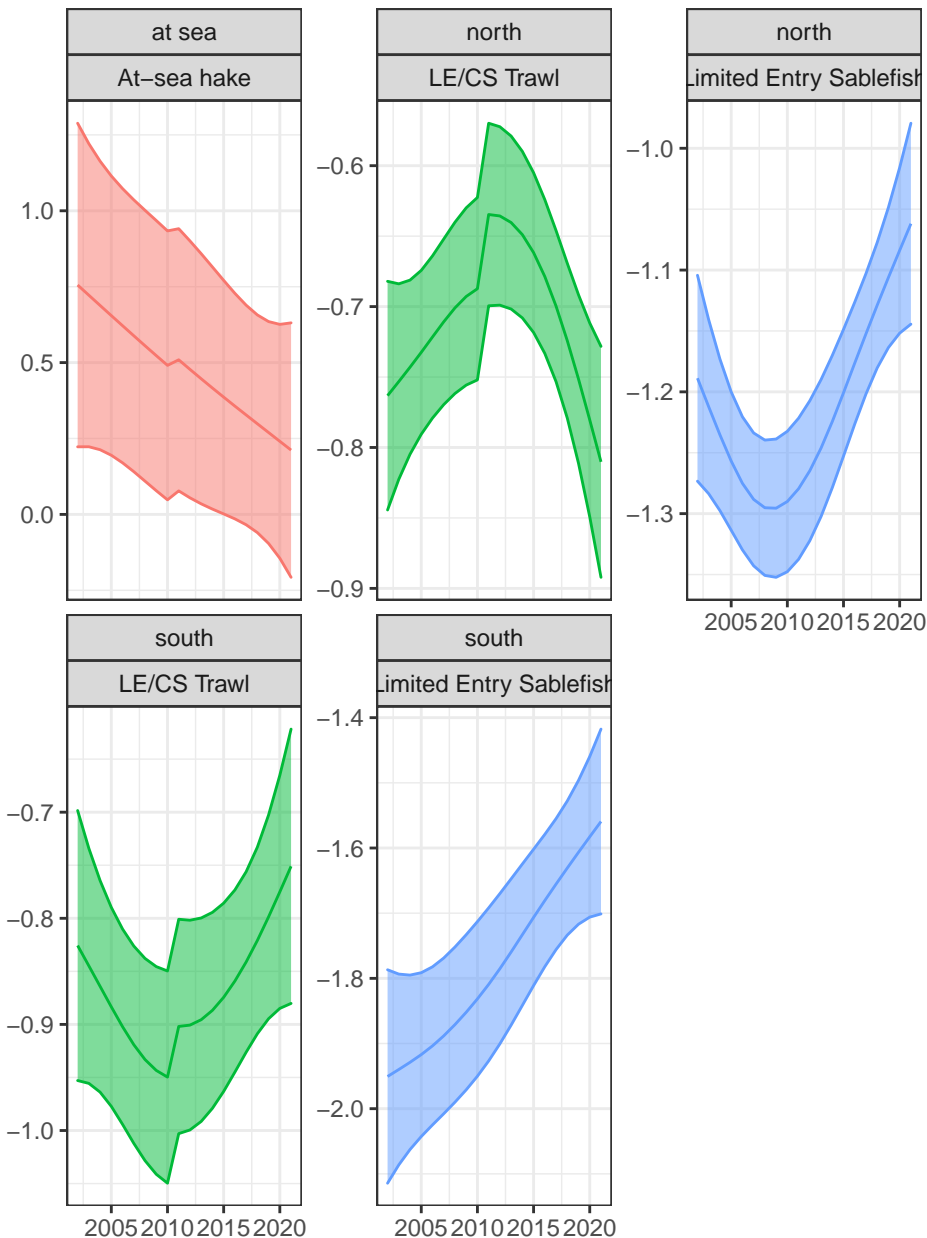 at sea
At−sea hake
1.0
0.5
0.0
north
LE/CS Trawl
−0.6
−0.7
−0.8
−0.9
north
Limited Entry Sablefish
−1.0
−1.1
−1.2
−1.3
2005 2010 2015 2020
south
LE/CS Trawl
−0.7
−0.8
−0.9
−1.0
2005 2010 2015 2020
south
Limited Entry Sablefish
−1.4
−1.6
−1.8
−2.0
2005 2010 2015 2020